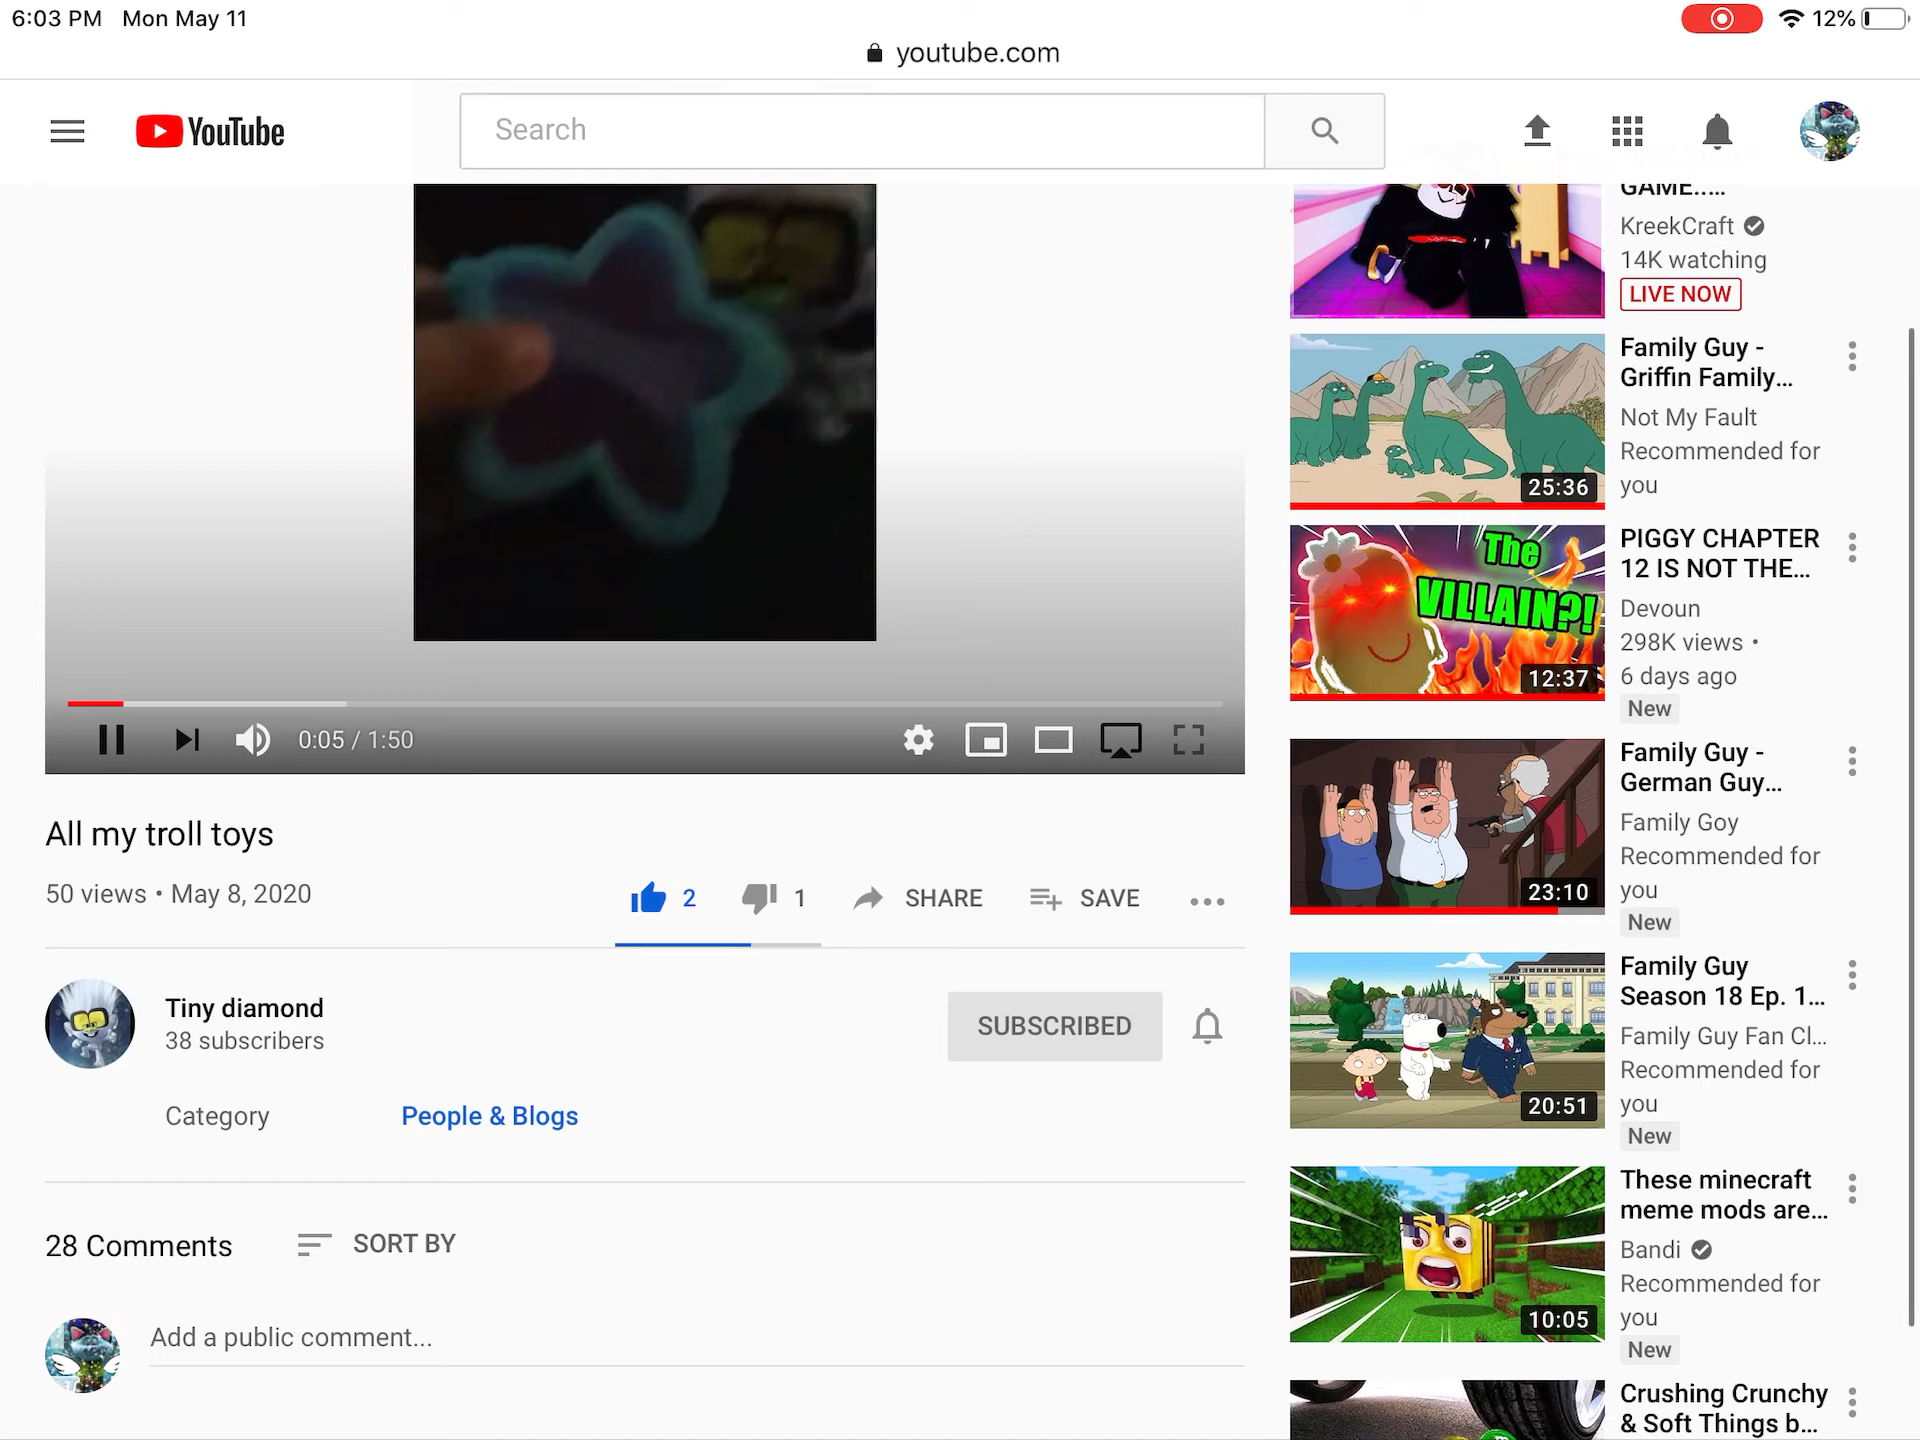 6:03 PM Mon May 11
12%
youtube.com
YouTube
Search
GAME.....
KreekCraft
14K watching
LIVE NOW
Family Guy -
Griffin Family...
Not My Fault
Recommended for
you
25:36
The
VILLAIN?!
12:37
PIGGY CHAPTER
12 IS NOT THE...
Devoun
298K views •
6 days ago
New
0:05 / 1:50
Family Guy -
German Guy...
Family Goy
Recommended for
you
New
23:10
All my troll toys
50 views • May 8, 2020
2
1
SHARE
SAVE
Tiny diamond
38 subscribers
SUBSCRIBED
Category
People & Blogs
Family Guy
Season 18 Ep. 1...
Family Guy Fan Cl...
Recommended for
you
New
20:51
28 Comments
SORT BY
Add a public comment...
These minecraft
meme mods are...
Bandi
Recommended for
you
New
10:05
Crushing Crunchy
& Soft Things b...